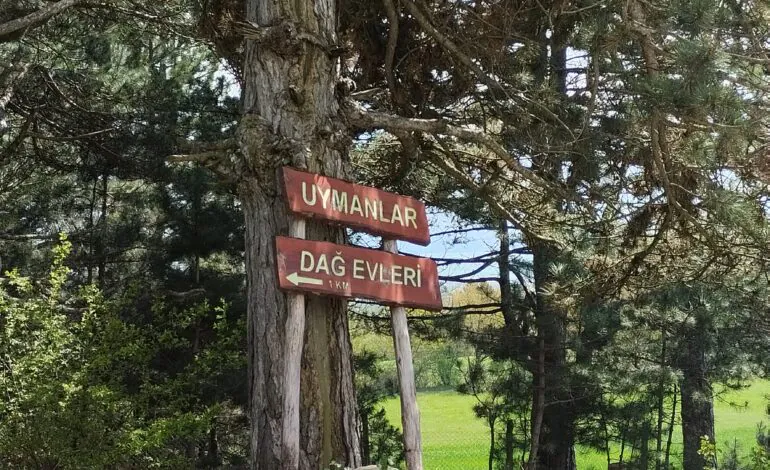 UYMANLAR
DAĞ EVLERİ
1 KM